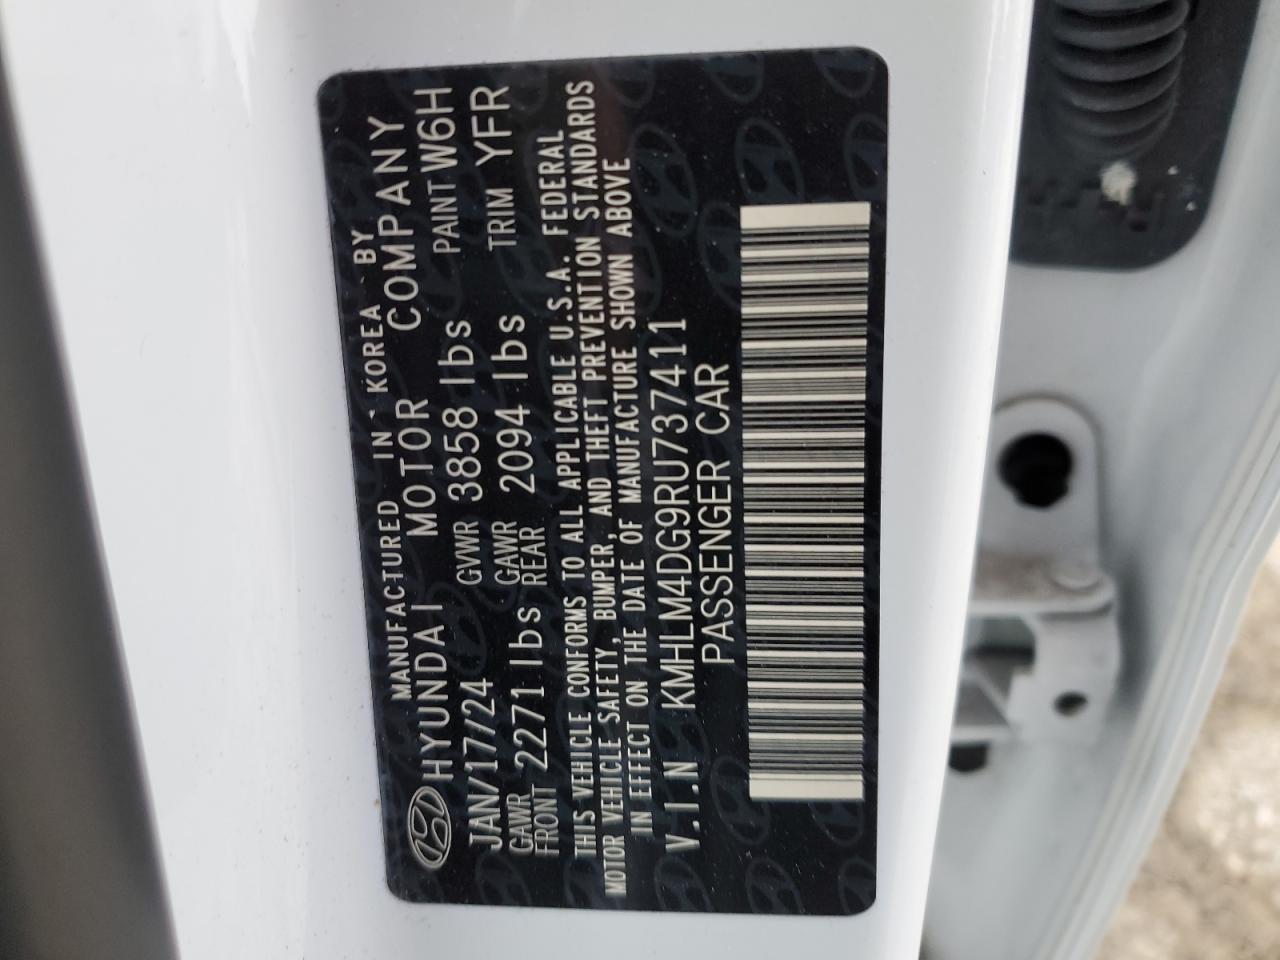 MANUFACTURED IN KOREA BY
HYUNDAI MOTOR COMPANY
JAN/17/24 GVWR 3858 lbs PAINT W6H
GAWR FRONT 2271 lbs GAWR REAR 2094 lbs TRIM YFR
THIS VEHICLE CONFORMS TO ALL APPLICABLE U.S.A. FEDERAL
MOTOR VEHICLE SAFETY, BUMPER, AND THEFT PREVENTION STANDARDS
IN EFFECT ON THE DATE OF MANUFACTURE SHOWN ABOVE
V.I.N KMHLM4DG9RU737411
PASSENGER CAR